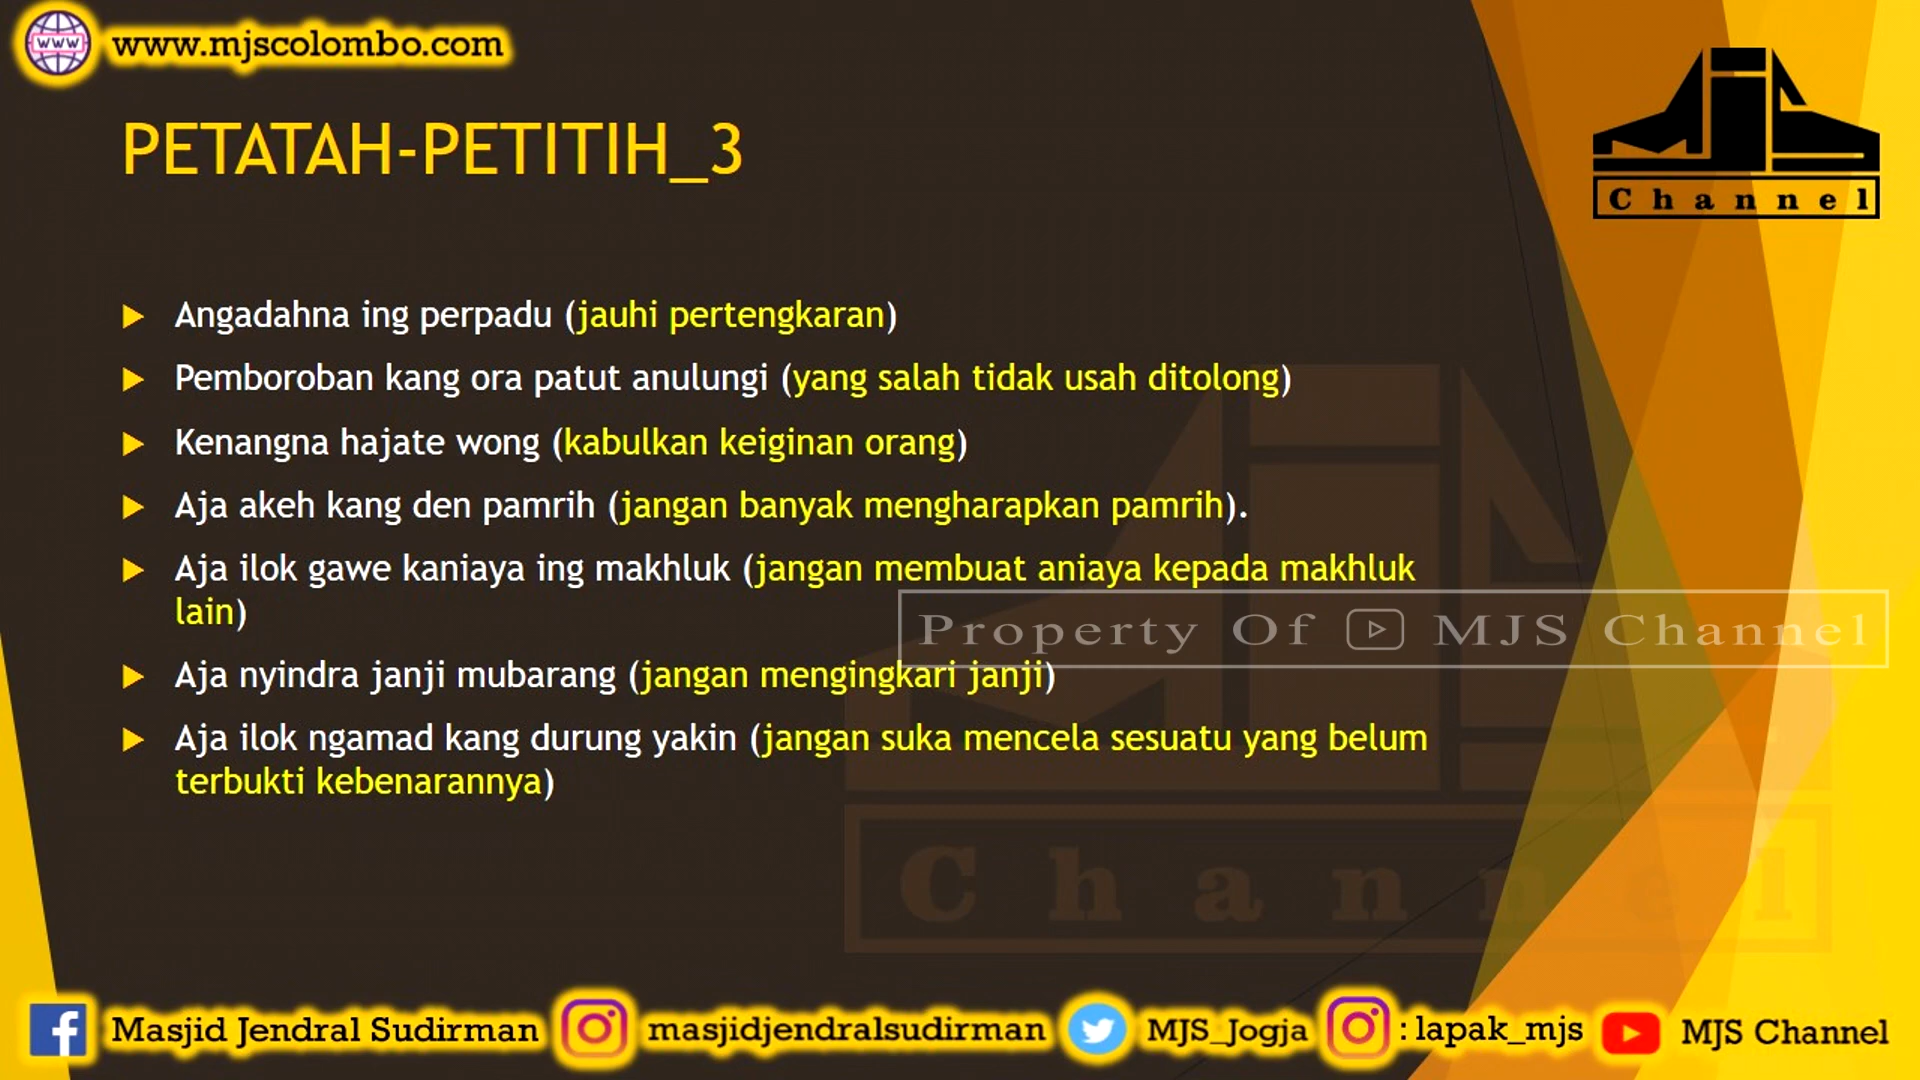 www.mjscolombo.com
PETATAH-PETITIH_3
MJS
Channel
Angadahna ing perpadu (jauhi pertengkaran)
Pemboroban kang ora patut anulungi (yang salah tidak usah ditolong)
Kenangna hajate wong (kabulkan keiginan orang)
Aja akeh kang den pamrih (jangan banyak mengharapkan pamrih).
Aja ilok gawe kaniaya ing makhluk (jangan membuat aniaya kepada makhluk
lain)
Property Of MJS Channel
Aja nyindra janji mubarang (jangan mengingkari janji)
Aja ilok ngamad kang durung yakin (jangan suka mencela sesuatu yang belum
terbukti kebenarannya)
Channel
Masjid Jendral Sudirman masjidjendralsudirman MJS_Jogja : lapak_mjs MJS Channel